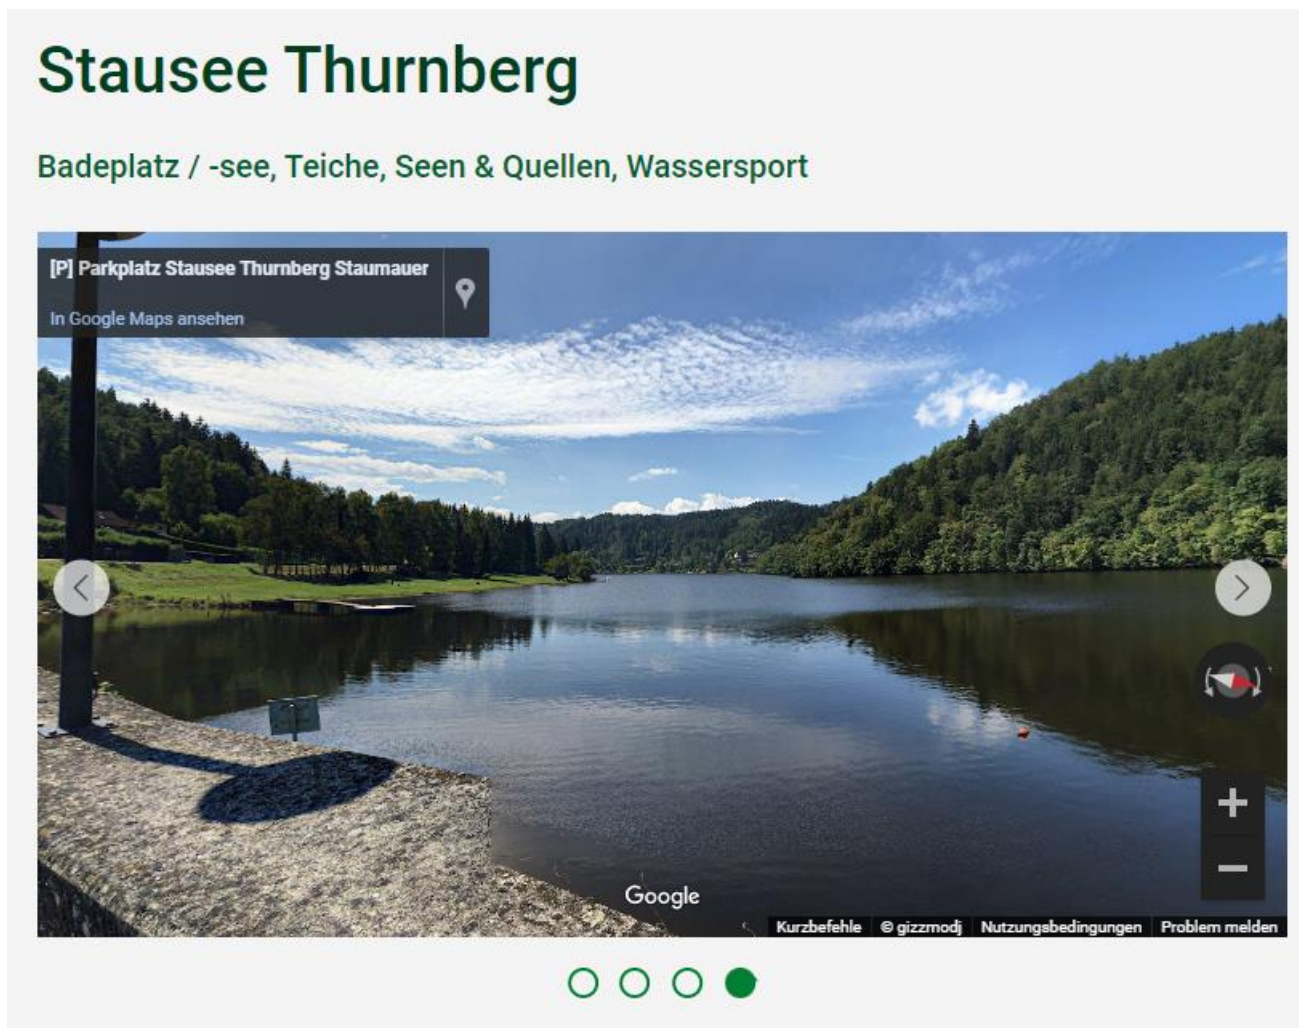 Stausee Thurnberg
Badeplatz / -see, Teiche, Seen & Quellen, Wassersport
[P] Parkplatz Stausee Thurnberg Staumauer
In Google Maps ansehen
Google
Kurzbefehle © gizzmodj Nutzungsbedingungen Problem melden